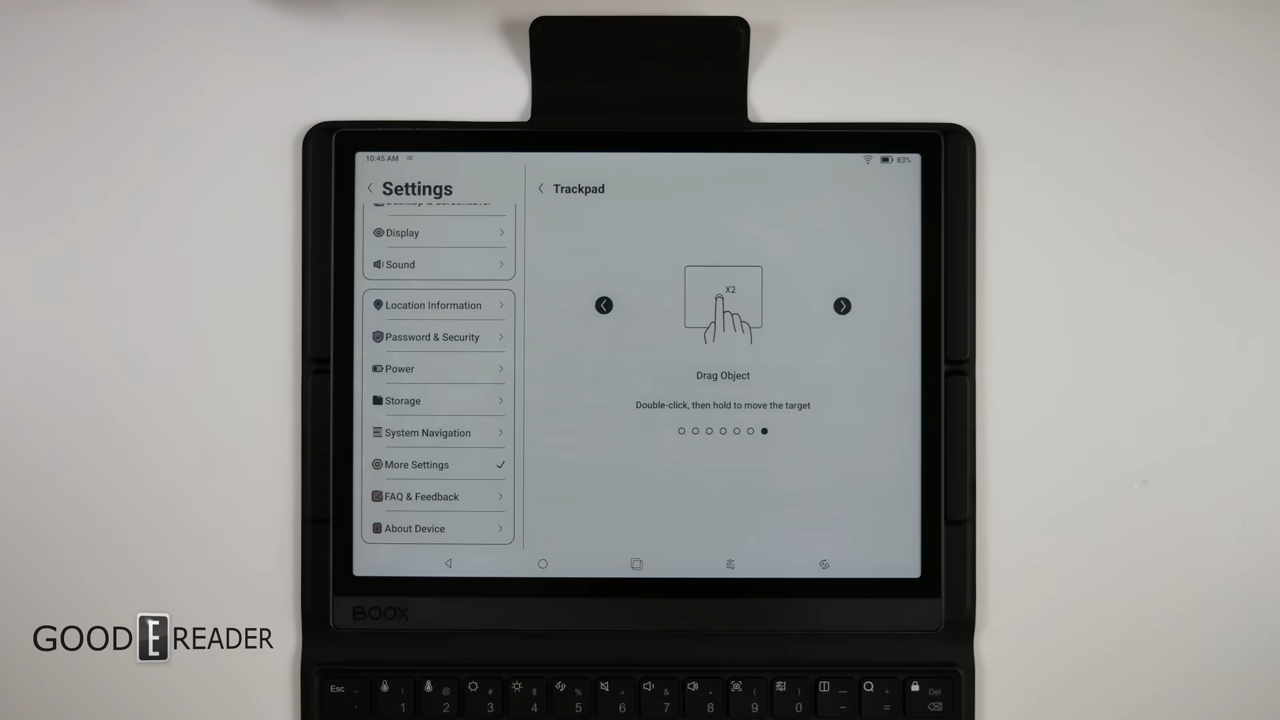 10:45 AM
83%
Settings
Trackpad
Display
Sound
Location Information
Password & Security
Power
Storage
System Navigation
More Settings
FAQ & Feedback
About Device
X2
Drag Object
Double-click, then hold to move the target
BOOX
GOOD E READER
Esc
! @ # $ % ^ & * ( ) — + Del
1 2 3 4 5 6 7 8 9 0 - =